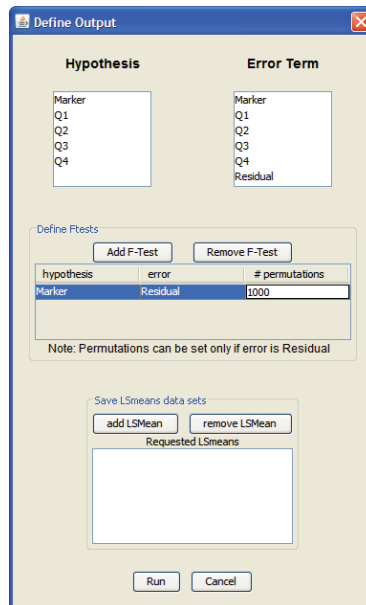 Define Output
Hypothesis Error Term
Marker
Q1
Q2
Q3
Q4
Marker
Q1
Q2
Q3
Q4
Residual
Define Ftests
Add F-Test Remove F-Test
hypothesis error # permutations
Marker Residual 1000
Note: Permutations can be set only if error is Residual
Save LSmeans data sets
add LSMean remove LSMean
Requested LSmeans
Run Cancel